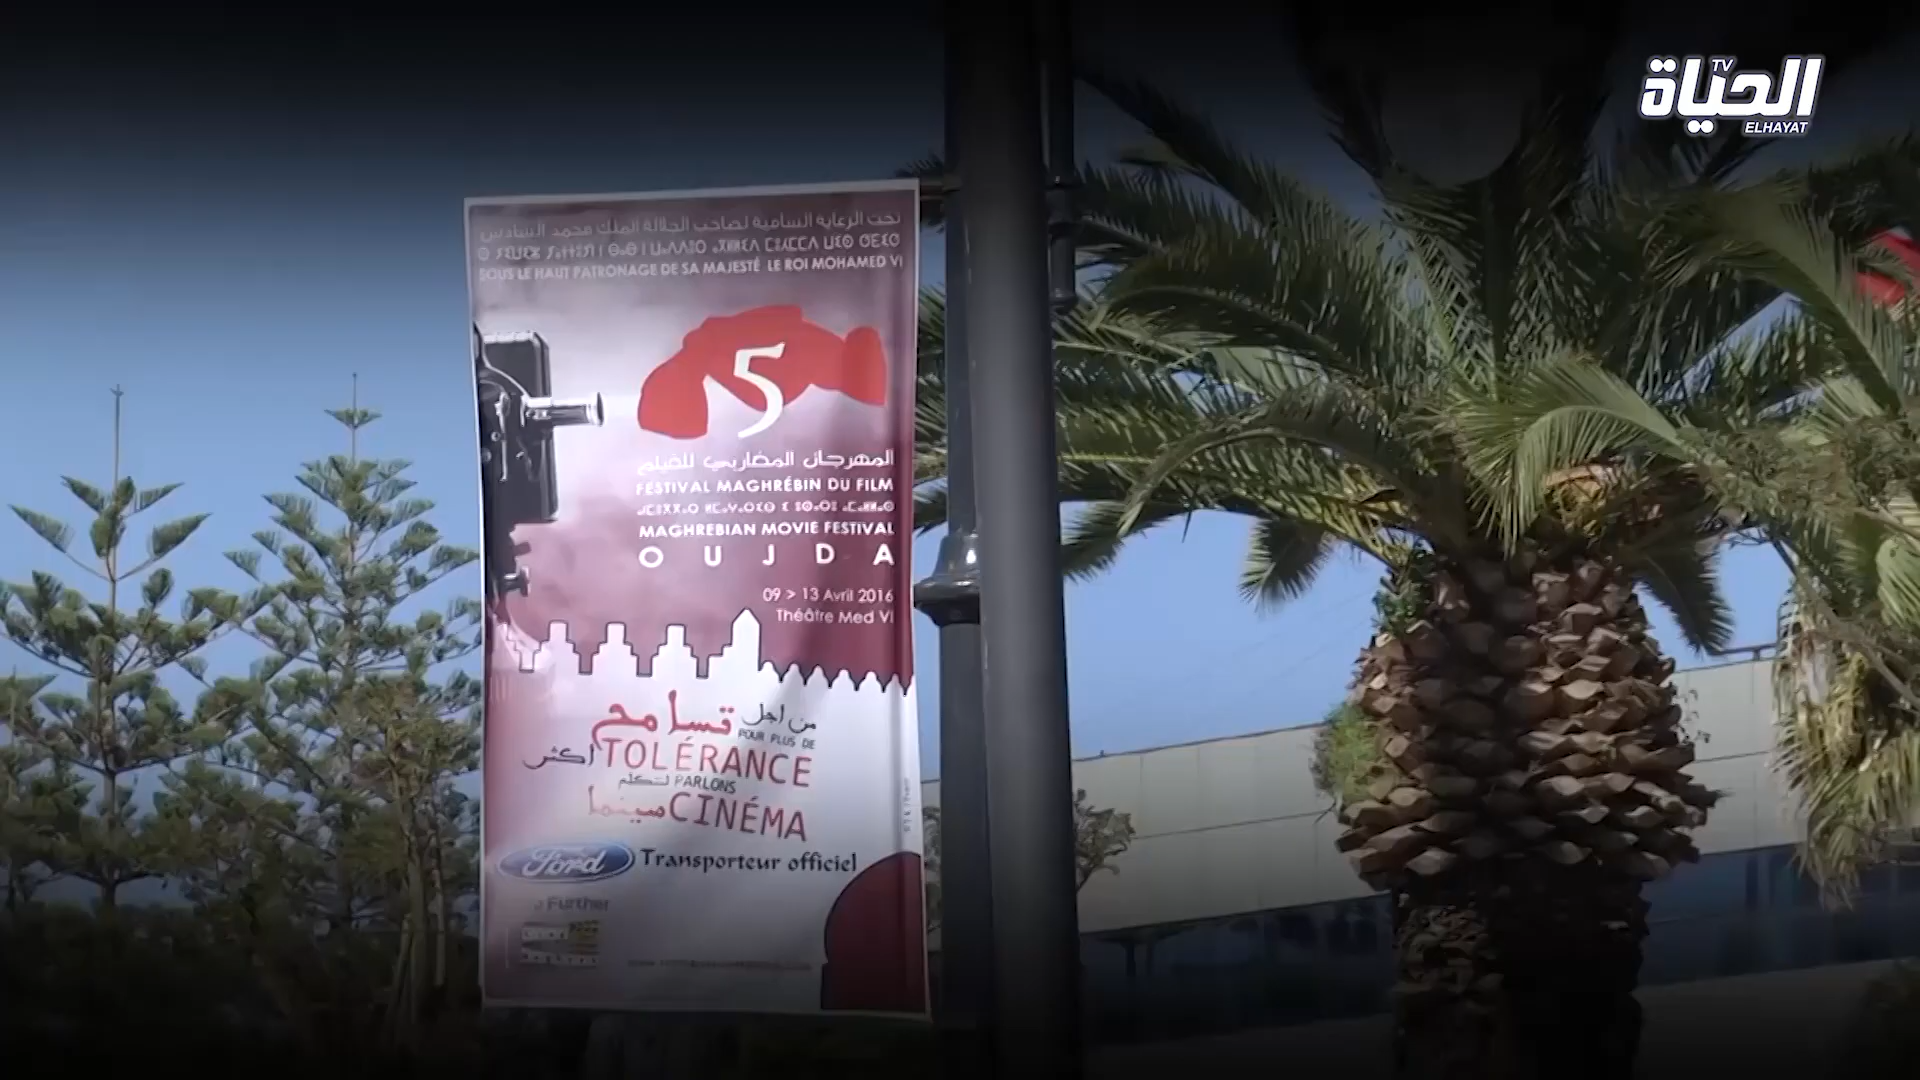 الحياة TV
ELHAYAT
تحت الرعاية السامية لصاحب الجلالة الملك محمد السادس
SOUS LE HAUT PATRONAGE DE SA MAJESTÉ LE ROI MOHAMED VI
5
المهرجان المغاربي للفيلم
FESTIVAL MAGHRÉBIN DU FILM
MAGHREBIAN MOVIE FESTIVAL
OUJDA
09 > 13 Avril 2016
Théâtre Med VI
من اجل تسامح
POUR PLUS DE
اكثر TOLÉRANCE
لنتكلم PARLONS
سينما CINÉMA
Ford Transporteur officiel
Further